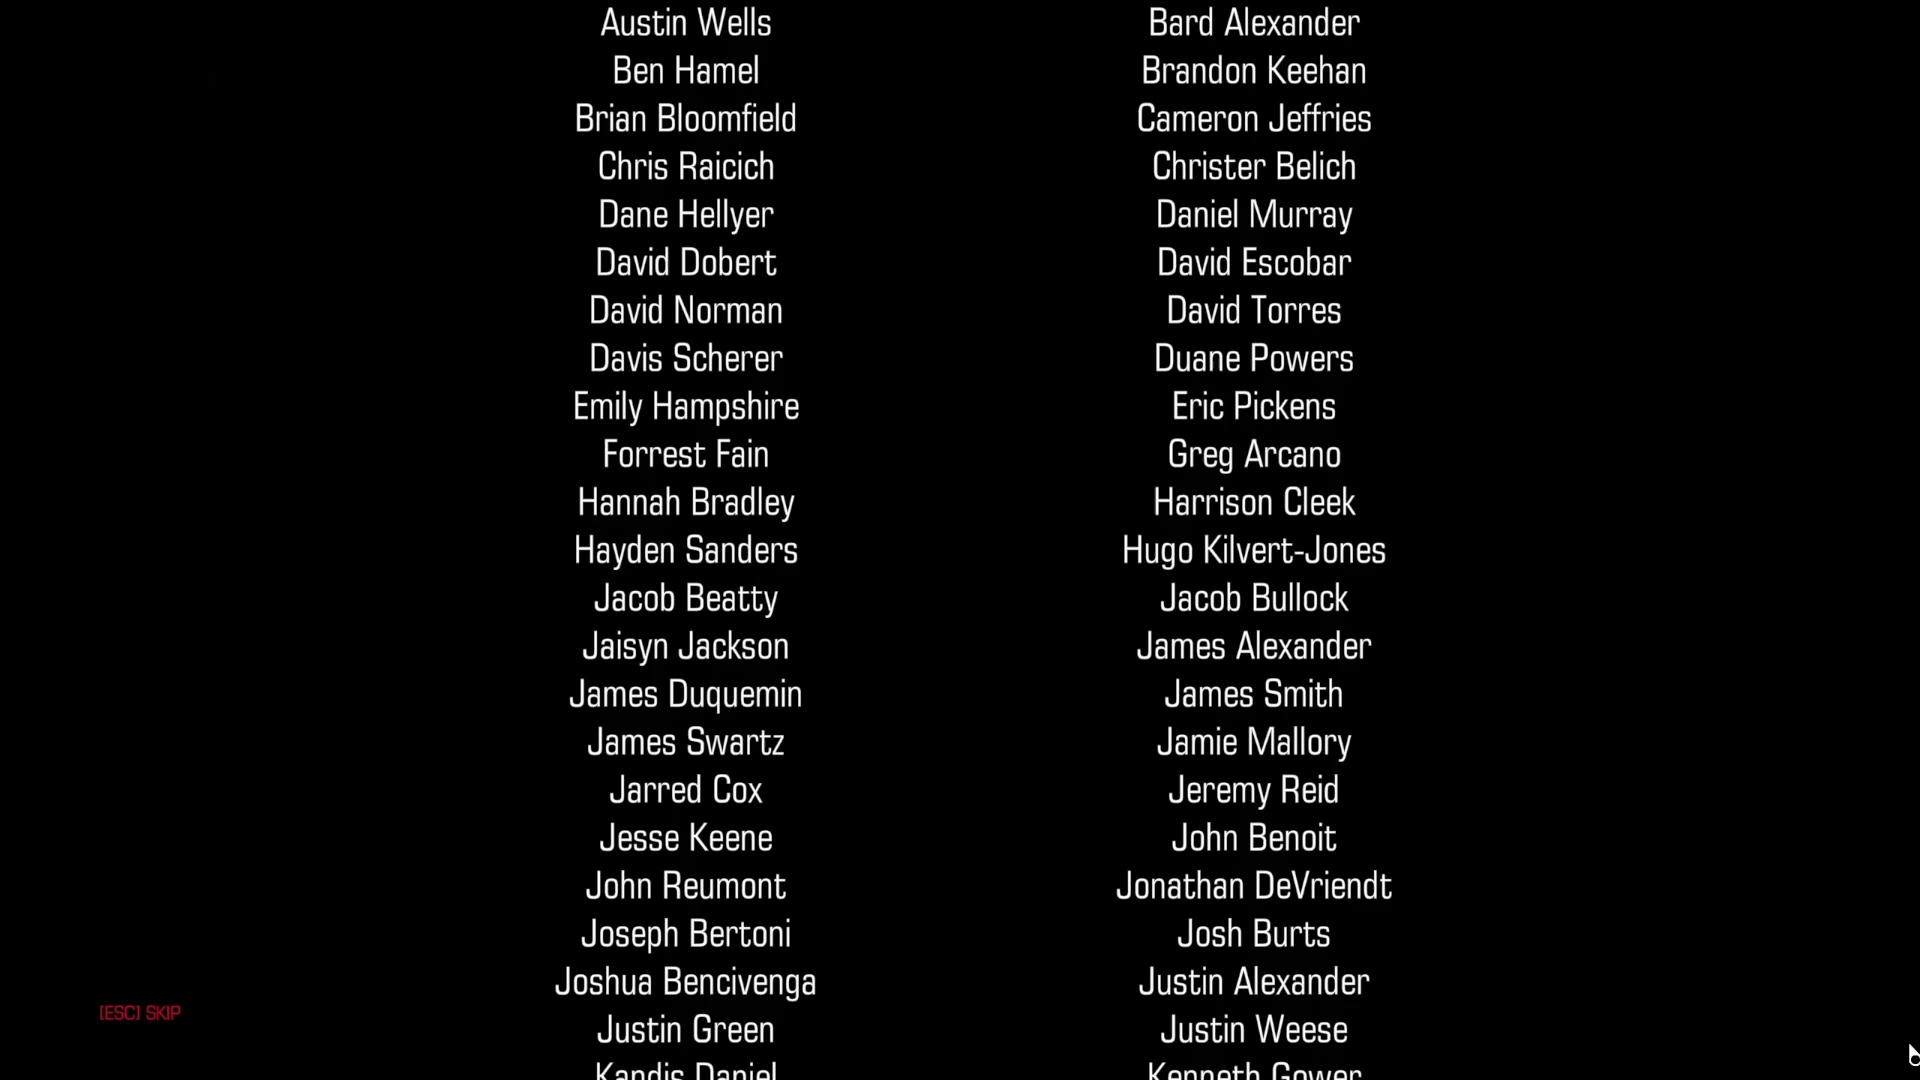 Austin Wells Bard Alexander
Ben Hamel Brandon Keehan
Brian Bloomfield Cameron Jeffries
Chris Raicich Christer Belich
Dane Hellyer Daniel Murray
David Dobert David Escobar
David Norman David Torres
Davis Scherer Duane Powers
Emily Hampshire Eric Pickens
Forrest Fain Greg Arcano
Hannah Bradley Harrison Cleek
Hayden Sanders Hugo Kilvert-Jones
Jacob Beatty Jacob Bullock
Jaisyn Jackson James Alexander
James Duquemin James Smith
James Swartz Jamie Mallory
Jarred Cox Jeremy Reid
Jesse Keene John Benoit
John Reumont Jonathan DeVriendt
Joseph Bertoni Josh Burts
Joshua Bencivenga Justin Alexander
[ESC] SKIP
Justin Green Justin Weese
Kandis Daniel Kenneth Gower